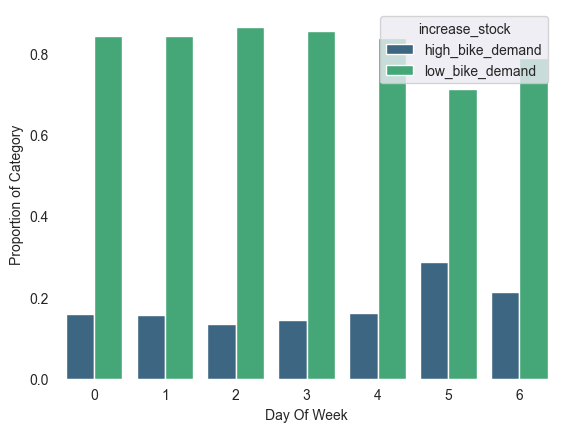 increase_stock
high_bike_demand
low_bike_demand
0.8
0.6
0.4
0.2
0.0
Proportion of Category
0 1 2 3 4 5 6
Day Of Week